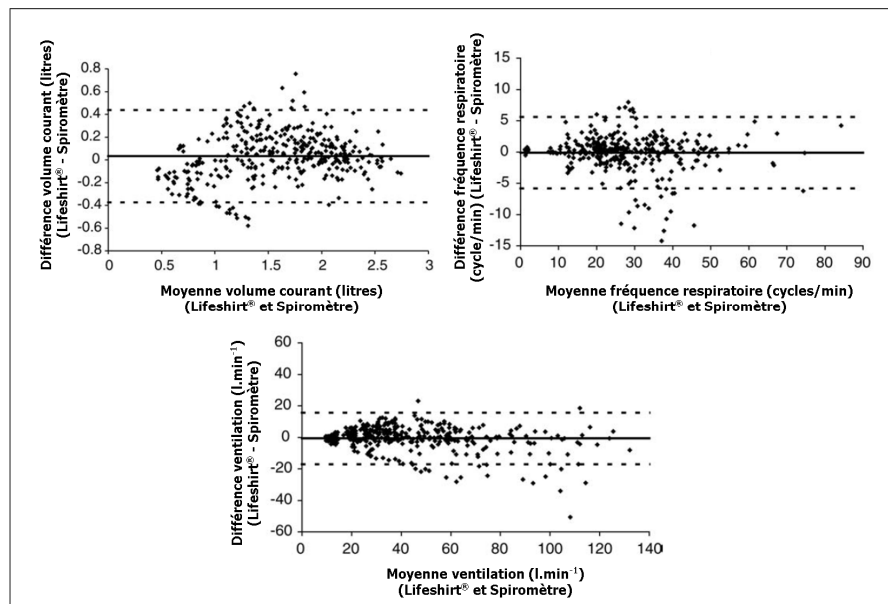 Différence volume courant (litres)
(Lifeshirt® - Spiromètre)
0.8
0.6
0.4
0.2
0
-0.2
-0.4
-0.6
-0.8
0 0.5 1 1.5 2 2.5 3
Moyenne volume courant (litres)
(Lifeshirt® et Spiromètre)
Différence fréquence respiratoire
(cycle/min) (Lifeshirt® - Spiromètre)
15
10
5
0
-5
-10
-15
0 10 20 30 40 50 60 70 80 90
Moyenne fréquence respiratoire (cycles/min)
(Lifeshirt® et Spiromètre)
Différence ventilation (l.min⁻¹)
(Lifeshirt® - Spiromètre)
60
40
20
0
-20
-40
-60
0 20 40 60 80 100 120 140
Moyenne ventilation (l.min⁻¹)
(Lifeshirt® et Spiromètre)